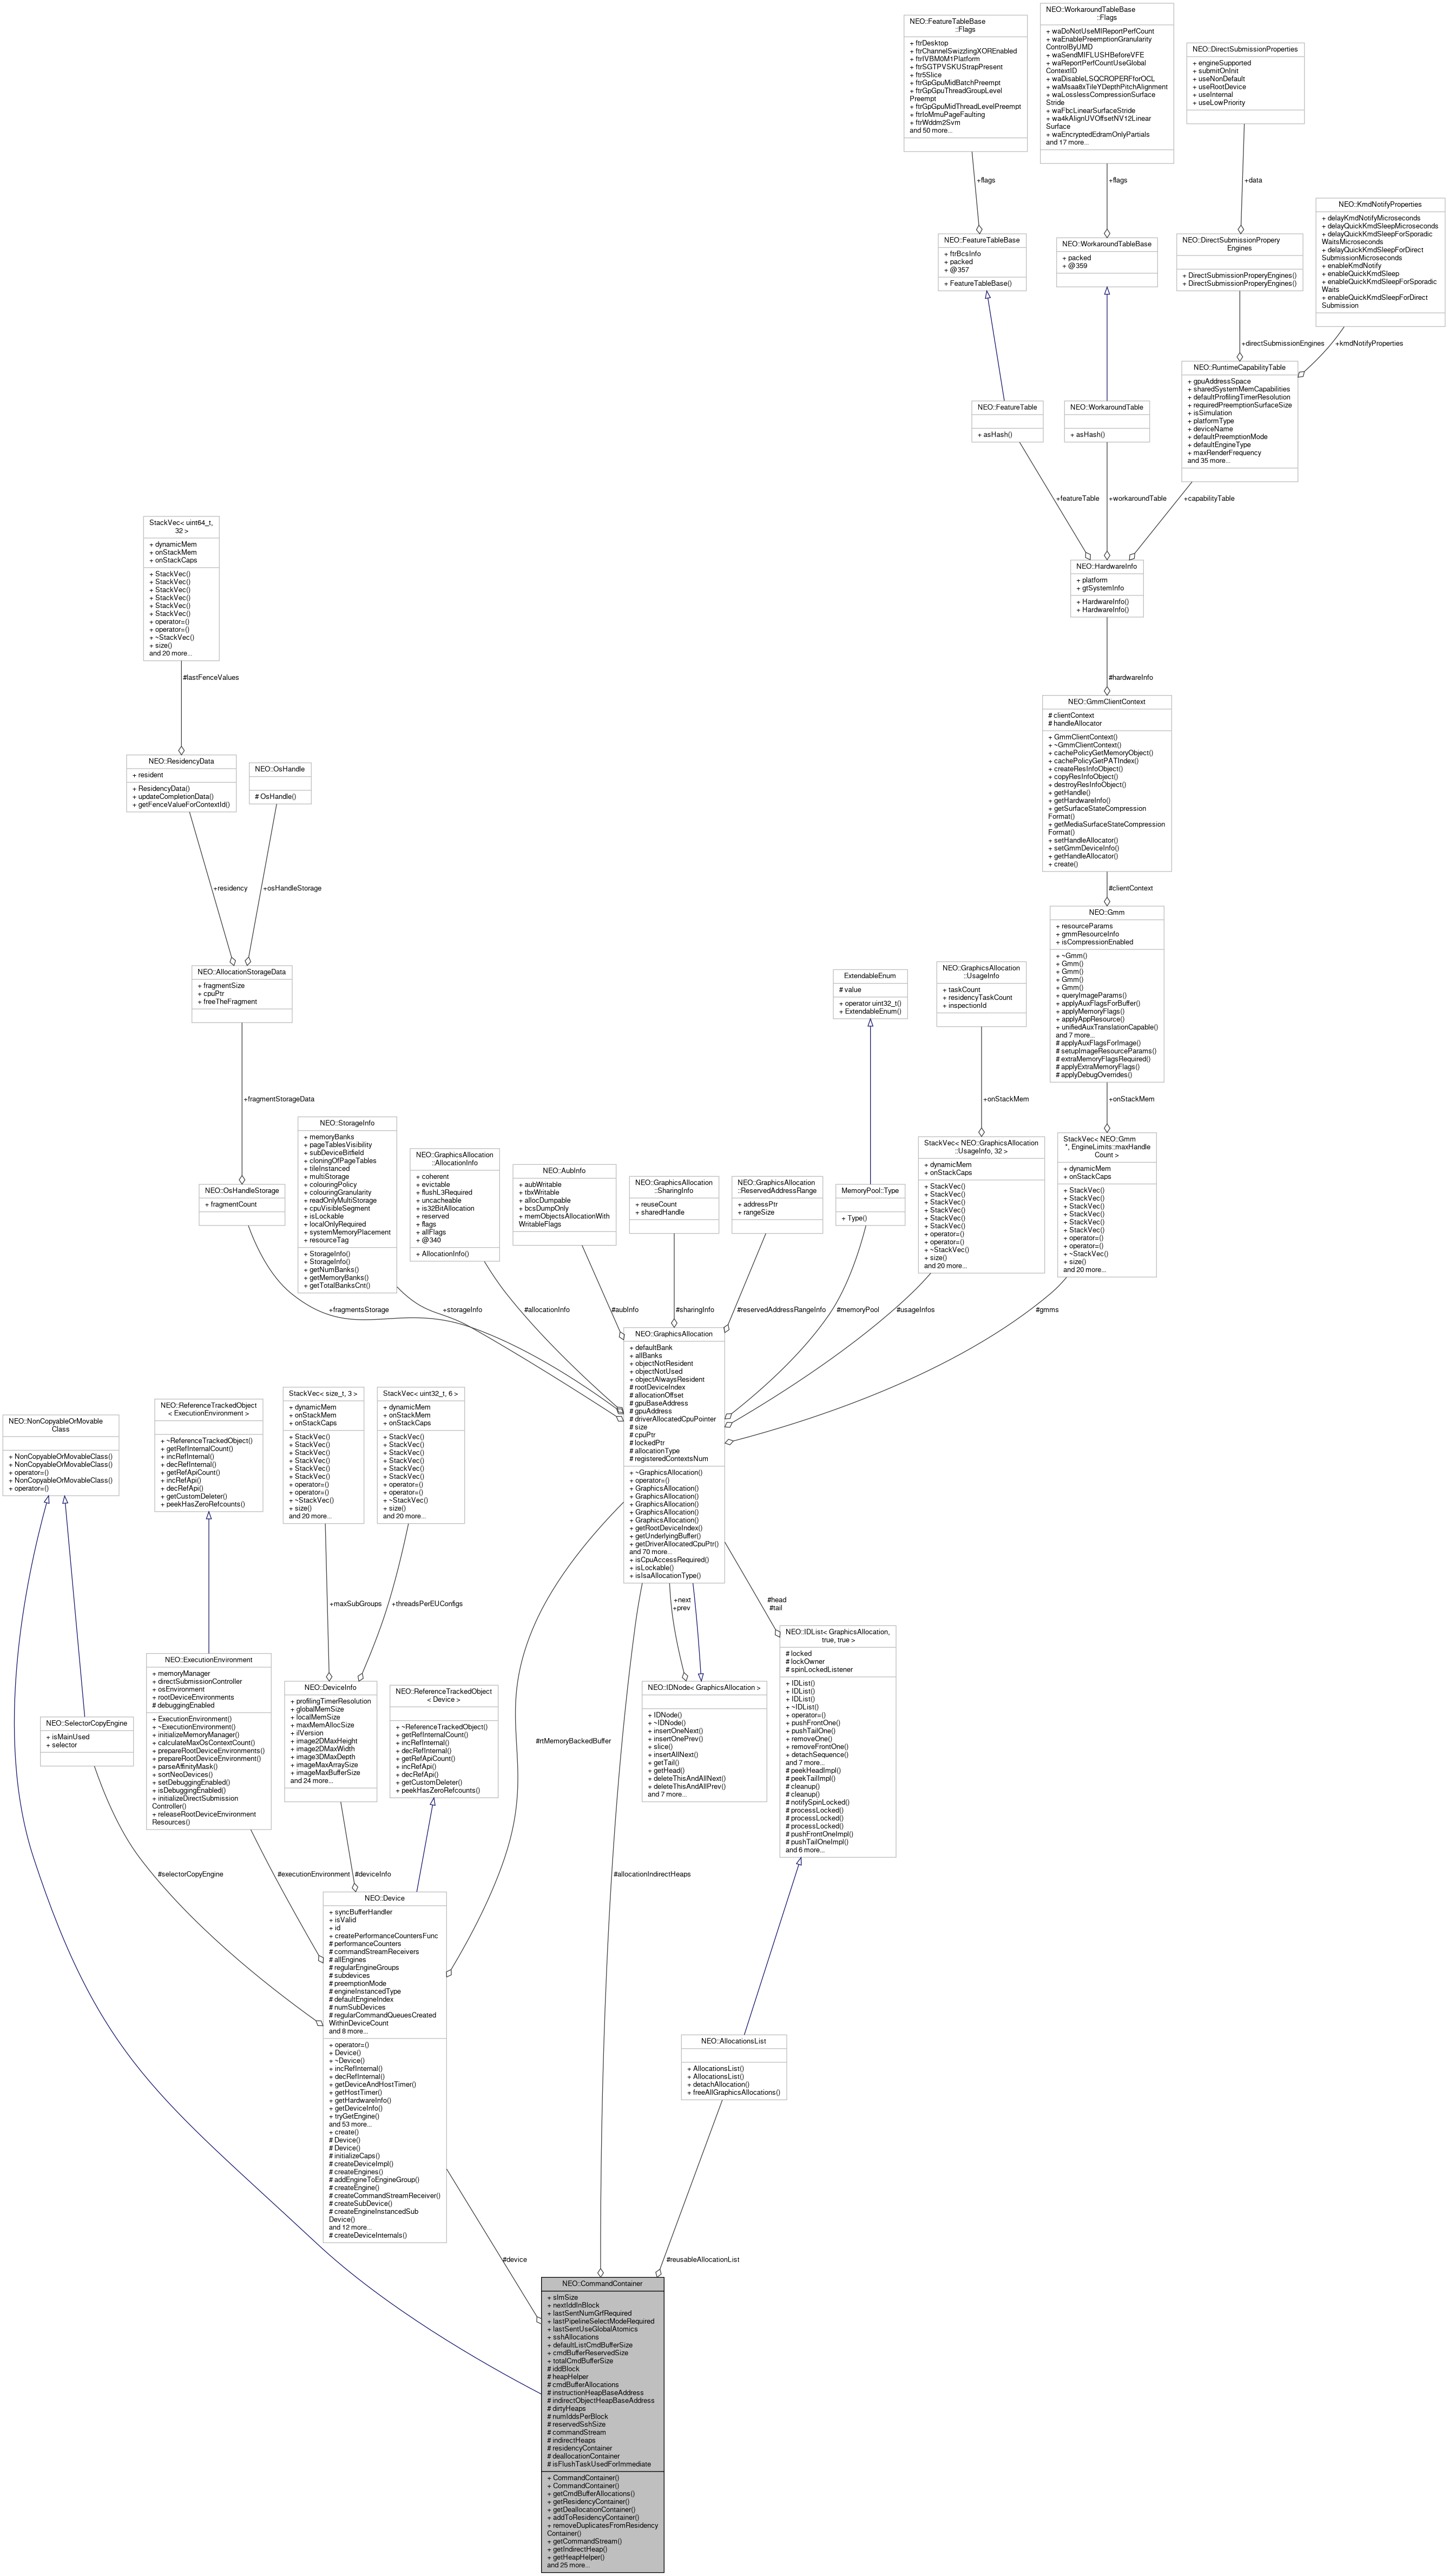 NEO::FeatureTableBase
::Flags
+ ftrDesktop
+ ftrChannelSwizzlingXOREnabled
+ ftrIVBM0M1Platform
+ ftrSGTPVSKUStrapPresent
+ ftr5Slice
+ ftrGpGpuMidBatchPreempt
+ ftrGpGpuThreadGroupLevel
Preempt
+ ftrGpGpuMidThreadLevelPreempt
+ ftrIoMmuPageFaulting
+ ftrWddm2Svm
and 50 more...
NEO::WorkaroundTableBase
::Flags
+ waDoNotUseMIReportPerfCount
+ waEnablePreemptionGranularity
ControlByUMD
+ waSendMIFLUSHBeforeVFE
+ waReportPerfCountUseGlobal
ContextID
+ waDisableLSQCROPERFforOCL
+ waMsaa8xTileYDepthPitchAlignment
+ waLosslessCompressionSurface
Stride
+ waFbcLinearSurfaceStride
+ wa4kAlignUVOffsetNV12Linear
Surface
+ waEncryptedEdramOnlyPartials
and 17 more...
NEO::DirectSubmissionProperties
+ engineSupported
+ submitOnInit
+ useNonDefault
+ useRootDevice
+ useInternal
+ useLowPriority
+flags
+flags
+data
NEO::KmdNotifyProperties
+ delayKmdNotifyMicroseconds
+ delayQuickKmdSleepMicroseconds
+ delayQuickKmdSleepForSporadic
WaitsMicroseconds
+ delayQuickKmdSleepForDirect
SubmissionMicroseconds
+ enableKmdNotify
+ enableQuickKmdSleep
+ enableQuickKmdSleepForSporadic
Waits
+ enableQuickKmdSleepForDirect
Submission
NEO::FeatureTableBase
+ ftrBcsInfo
+ packed
+ @357
+ FeatureTableBase()
NEO::WorkaroundTableBase
+ packed
+ @359
NEO::DirectSubmissionPropery
Engines
+ DirectSubmissionProperyEngines()
+ DirectSubmissionProperyEngines()
+directSubmissionEngines
+kmdNotifyProperties
NEO::RuntimeCapabilityTable
+ gpuAddressSpace
+ sharedSystemMemCapabilities
+ defaultProfilingTimerResolution
+ requiredPreemptionSurfaceSize
+ isSimulation
+ platformType
+ deviceName
+ defaultPreemptionMode
+ defaultEngineType
+ maxRenderFrequency
and 35 more...
NEO::FeatureTable
+ asHash()
NEO::WorkaroundTable
+ asHash()
+featureTable
+workaroundTable
+capabilityTable
StackVec< uint64_t,
32 >
+ dynamicMem
+ onStackMem
+ onStackCaps
+ StackVec()
+ StackVec()
+ StackVec()
+ StackVec()
+ StackVec()
+ StackVec()
+ operator=()
+ operator=()
+ ~StackVec()
+ size()
and 20 more...
NEO::HardwareInfo
+ platform
+ gtSystemInfo
+ HardwareInfo()
+ HardwareInfo()
#lastFenceValues
#hardwareInfo
NEO::GmmClientContext
# clientContext
# handleAllocator
+ GmmClientContext()
+ ~GmmClientContext()
+ cachePolicyGetMemoryObject()
+ cachePolicyGetPATIndex()
+ createResInfoObject()
+ copyResInfoObject()
+ destroyResInfoObject()
+ getHandle()
+ getHardwareInfo()
+ getSurfaceStateCompression
Format()
+ getMediaSurfaceStateCompression
Format()
+ setHandleAllocator()
+ setGmmDeviceInfo()
+ getHandleAllocator()
+ create()
NEO::ResidencyData
+ resident
+ ResidencyData()
+ updateCompletionData()
+ getFenceValueForContextId()
NEO::OsHandle
# OsHandle()
+residency
+osHandleStorage
#clientContext
NEO::Gmm
+ resourceParams
+ gmmResourceInfo
+ isCompressionEnabled
+ ~Gmm()
+ Gmm()
+ Gmm()
+ Gmm()
+ Gmm()
+ queryImageParams()
+ applyAuxFlagsForBuffer()
+ applyMemoryFlags()
+ applyAppResource()
+ unifiedAuxTranslationCapable()
and 7 more...
# applyAuxFlagsForImage()
# setupImageResourceParams()
# extraMemoryFlagsRequired()
# applyExtraMemoryFlags()
# applyDebugOverrides()
NEO::AllocationStorageData
+ fragmentSize
+ cpuPtr
+ freeTheFragment
ExtendableEnum
# value
+ operator uint32_t()
+ ExtendableEnum()
NEO::GraphicsAllocation
::UsageInfo
+ taskCount
+ residencyTaskCount
+ inspectionId
+fragmentStorageData
+onStackMem
+onStackMem
NEO::OsHandleStorage
+ fragmentCount
NEO::StorageInfo
+ memoryBanks
+ pageTablesVisibility
+ subDeviceBitfield
+ cloningOfPageTables
+ tileInstanced
+ multiStorage
+ colouringPolicy
+ colouringGranularity
+ readOnlyMultiStorage
+ cpuVisibleSegment
+ isLockable
+ localOnlyRequired
+ systemMemoryPlacement
+ resourceTag
+ StorageInfo()
+ StorageInfo()
+ getNumBanks()
+ getMemoryBanks()
+ getTotalBanksCnt()
NEO::GraphicsAllocation
::AllocationInfo
+ coherent
+ evictable
+ flushL3Required
+ uncacheable
+ is32BitAllocation
+ reserved
+ flags
+ allFlags
+ @340
+ AllocationInfo()
NEO::AubInfo
+ aubWritable
+ tbxWritable
+ allocDumpable
+ bcsDumpOnly
+ memObjectsAllocationWith
WritableFlags
NEO::GraphicsAllocation
::SharingInfo
+ reuseCount
+ sharedHandle
NEO::GraphicsAllocation
::ReservedAddressRange
+ addressPtr
+ rangeSize
MemoryPool::Type
+ Type()
StackVec< NEO::GraphicsAllocation
::UsageInfo, 32 >
+ dynamicMem
+ onStackCaps
+ StackVec()
+ StackVec()
+ StackVec()
+ StackVec()
+ StackVec()
+ StackVec()
+ operator=()
+ operator=()
+ ~StackVec()
+ size()
and 20 more...
StackVec< NEO::Gmm
*, EngineLimits::maxHandle
Count >
+ dynamicMem
+ onStackCaps
+ StackVec()
+ StackVec()
+ StackVec()
+ StackVec()
+ StackVec()
+ StackVec()
+ operator=()
+ operator=()
+ ~StackVec()
+ size()
and 20 more...
+fragmentsStorage
+storageInfo
#allocationInfo
#aubInfo
#sharingInfo
#reservedAddressRangeInfo
#memoryPool
#usageInfos
#gmms
NEO::GraphicsAllocation
+ defaultBank
+ allBanks
+ objectNotResident
+ objectNotUsed
+ objectAlwaysResident
# rootDeviceIndex
# allocationOffset
# gpuBaseAddress
# gpuAddress
# driverAllocatedCpuPointer
# size
# cpuPtr
# lockedPtr
# allocationType
# registeredContextsNum
+ ~GraphicsAllocation()
+ operator=()
+ GraphicsAllocation()
+ GraphicsAllocation()
+ GraphicsAllocation()
+ GraphicsAllocation()
+ GraphicsAllocation()
+ getRootDeviceIndex()
+ getUnderlyingBuffer()
+ getDriverAllocatedCpuPtr()
and 70 more...
+ isCpuAccessRequired()
+ isLockable()
+ isIsaAllocationType()
NEO::NonCopyableOrMovable
Class
+ NonCopyableOrMovableClass()
+ NonCopyableOrMovableClass()
+ operator=()
+ NonCopyableOrMovableClass()
+ operator=()
NEO::ReferenceTrackedObject
< ExecutionEnvironment >
+ ~ReferenceTrackedObject()
+ getRefInternalCount()
+ incRefInternal()
+ decRefInternal()
+ getRefApiCount()
+ incRefApi()
+ decRefApi()
+ getCustomDeleter()
+ peekHasZeroRefcounts()
StackVec< size_t, 3 >
+ dynamicMem
+ onStackMem
+ onStackCaps
+ StackVec()
+ StackVec()
+ StackVec()
+ StackVec()
+ StackVec()
+ StackVec()
+ operator=()
+ operator=()
+ ~StackVec()
+ size()
and 20 more...
StackVec< uint32_t, 6 >
+ dynamicMem
+ onStackMem
+ onStackCaps
+ StackVec()
+ StackVec()
+ StackVec()
+ StackVec()
+ StackVec()
+ StackVec()
+ operator=()
+ operator=()
+ ~StackVec()
+ size()
and 20 more...
+maxSubGroups
+threadsPerEUConfigs
+next
+prev
#head
#tail
NEO::IDList< GraphicsAllocation,
true, true >
# locked
# lockOwner
# spinLockedListener
+ IDList()
+ IDList()
+ IDList()
+ ~IDList()
+ operator=()
+ pushFrontOne()
+ pushTailOne()
+ removeOne()
+ removeFrontOne()
+ detachSequence()
and 7 more...
# peekHeadImpl()
# peekTailImpl()
# cleanup()
# cleanup()
# notifySpinLocked()
# processLocked()
# processLocked()
# processLocked()
# pushFrontOneImpl()
# pushTailOneImpl()
and 6 more...
NEO::ExecutionEnvironment
+ memoryManager
+ directSubmissionController
+ osEnvironment
+ rootDeviceEnvironments
# debuggingEnabled
+ ExecutionEnvironment()
+ ~ExecutionEnvironment()
+ initializeMemoryManager()
+ calculateMaxOsContextCount()
+ prepareRootDeviceEnvironments()
+ prepareRootDeviceEnvironment()
+ parseAffinityMask()
+ sortNeoDevices()
+ setDebuggingEnabled()
+ isDebuggingEnabled()
+ initializeDirectSubmission
Controller()
+ releaseRootDeviceEnvironment
Resources()
NEO::SelectorCopyEngine
+ isMainUsed
+ selector
NEO::DeviceInfo
+ profilingTimerResolution
+ globalMemSize
+ localMemSize
+ maxMemAllocSize
+ ilVersion
+ image2DMaxHeight
+ image2DMaxWidth
+ image3DMaxDepth
+ imageMaxArraySize
+ imageMaxBufferSize
and 24 more...
NEO::ReferenceTrackedObject
< Device >
+ ~ReferenceTrackedObject()
+ getRefInternalCount()
+ incRefInternal()
+ decRefInternal()
+ getRefApiCount()
+ incRefApi()
+ decRefApi()
+ getCustomDeleter()
+ peekHasZeroRefcounts()
NEO::IDNode< GraphicsAllocation >
+ IDNode()
+ ~IDNode()
+ insertOneNext()
+ insertOnePrev()
+ slice()
+ insertAllNext()
+ getTail()
+ getHead()
+ deleteThisAndAllNext()
+ deleteThisAndAllPrev()
and 7 more...
#rtMemoryBackedBuffer
#selectorCopyEngine
#executionEnvironment
#deviceInfo
#allocationIndirectHeaps
NEO::Device
+ syncBufferHandler
+ isValid
+ id
+ createPerformanceCountersFunc
# performanceCounters
# commandStreamReceivers
# allEngines
# regularEngineGroups
# subdevices
# preemptionMode
# engineInstancedType
# defaultEngineIndex
# numSubDevices
# regularCommandQueuesCreated
WithinDeviceCount
and 8 more...
+ operator=()
+ Device()
+ ~Device()
+ incRefInternal()
+ decRefInternal()
+ getDeviceAndHostTimer()
+ getHostTimer()
+ getHardwareInfo()
+ getDeviceInfo()
+ tryGetEngine()
and 53 more...
+ create()
# Device()
# Device()
# initializeCaps()
# createDeviceImpl()
# createEngines()
# addEngineToEngineGroup()
# createEngine()
# createCommandStreamReceiver()
# createSubDevice()
# createEngineInstancedSub
Device()
and 12 more...
# createDeviceInternals()
NEO::AllocationsList
+ AllocationsList()
+ AllocationsList()
+ detachAllocation()
+ freeAllGraphicsAllocations()
#device
#reusableAllocationList
NEO::CommandContainer
+ slmSize
+ nextIddInBlock
+ lastSentNumGrfRequired
+ lastPipelineSelectModeRequired
+ lastSentUseGlobalAtomics
+ sshAllocations
+ defaultListCmdBufferSize
+ cmdBufferReservedSize
+ totalCmdBufferSize
# iddBlock
# heapHelper
# cmdBufferAllocations
# instructionHeapBaseAddress
# indirectObjectHeapBaseAddress
# dirtyHeaps
# numIddsPerBlock
# reservedSshSize
# commandStream
# indirectHeaps
# residencyContainer
# deallocationContainer
# isFlushTaskUsedForImmediate
+ CommandContainer()
+ CommandContainer()
+ getCmdBufferAllocations()
+ getResidencyContainer()
+ getDeallocationContainer()
+ addToResidencyContainer()
+ removeDuplicatesFromResidency
Container()
+ getCommandStream()
+ getIndirectHeap()
+ getHeapHelper()
and 25 more...